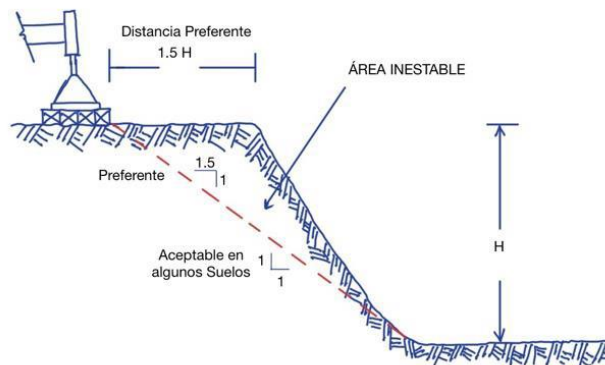 Distancia Preferente
1.5 H
ÁREA INESTABLE
Preferente
1.5
1
H
Aceptable en
algunos Suelos
1
1